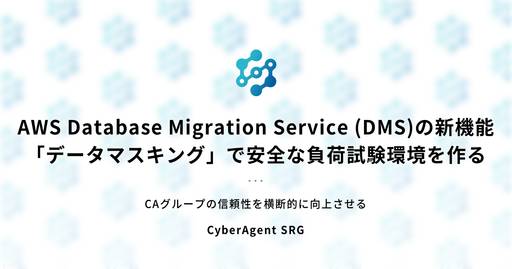 AWS Database Migration Service (DMS)の新機能
「データマスキング」で安全な負荷試験環境を作る
---
CAグループの信頼性を横断的に向上させる
CyberAgent SRG